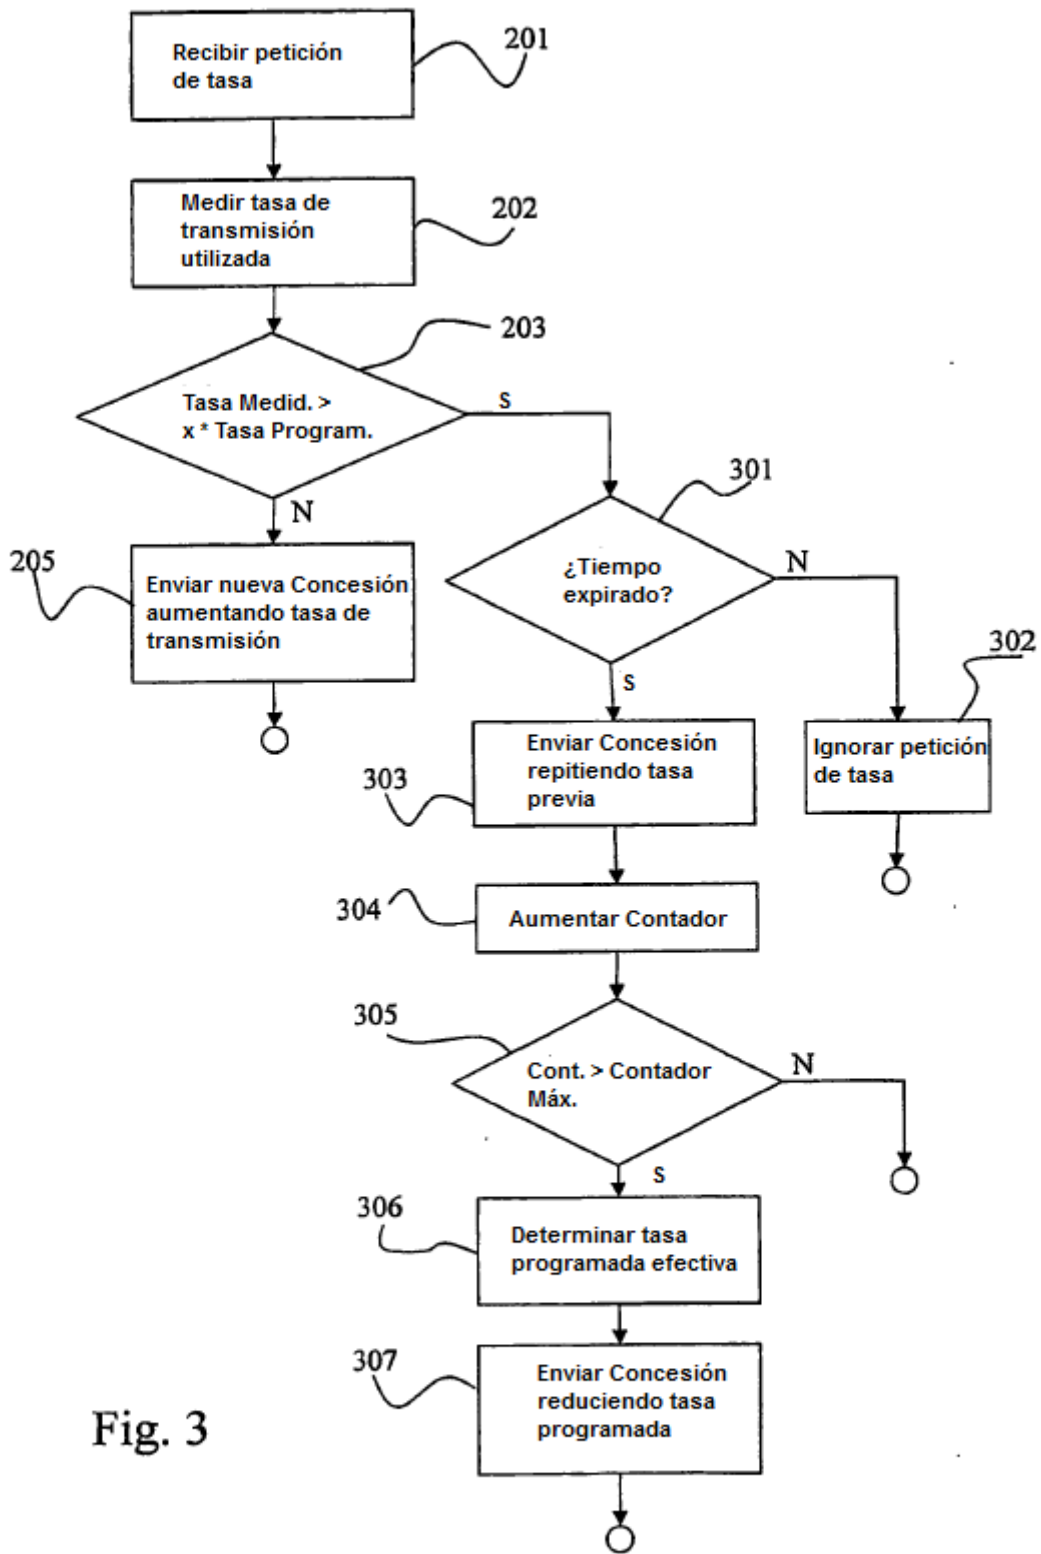 Recibir petición
de tasa
201
Medir tasa de
transmisión
utilizada
202
203
Tasa Medid. >
x * Tasa Program.
S
N
301
¿Tiempo
expirado?
N
S
205
Enviar nueva Concesión
aumentando tasa de
transmisión
302
Ignorar petición
de tasa
Enviar Concesión
repitiendo tasa
previa
303
304
Aumentar Contador
305
Cont. > Contador
Máx.
N
S
306
Determinar tasa
programada efectiva
307
Enviar Concesión
reduciendo tasa
programada
Fig. 3